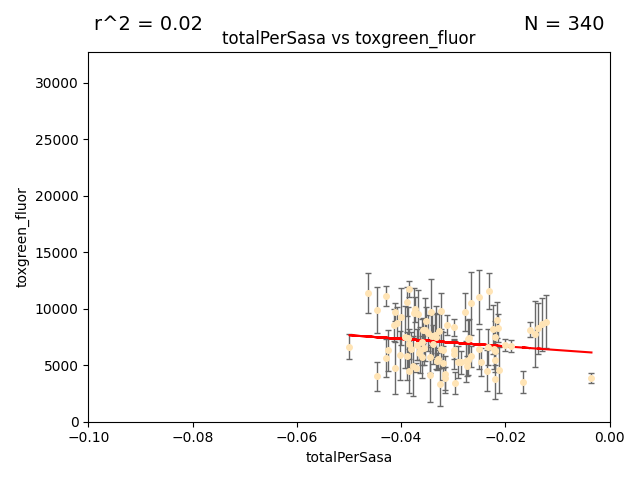 r^2 = 0.02
N = 340
totalPerSasa vs toxgreen_fluor
30000
25000
20000
15000
10000
5000
0
toxgreen_fluor
−0.10
−0.08
−0.06
−0.04
−0.02
0.00
totalPerSasa